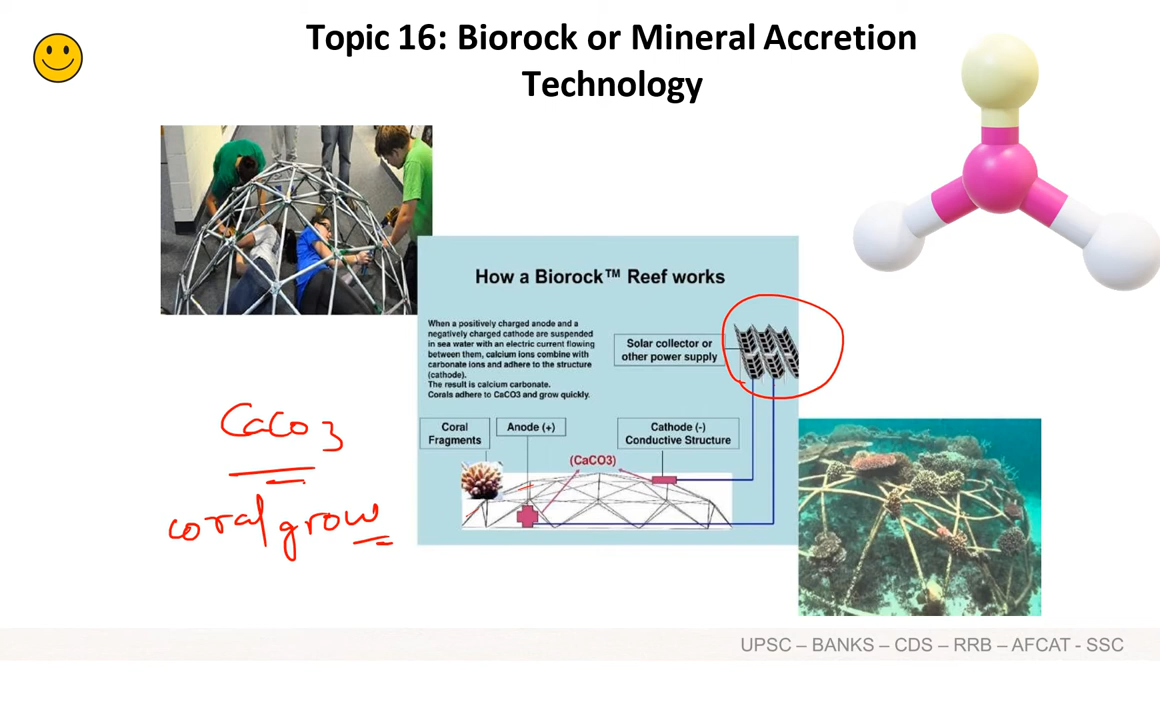 Topic 16: Biorock or Mineral Accretion
Technology
How a Biorock™ Reef works
When a positively charged anode and a
negatively charged cathode are suspended
in sea water with an electric current flowing
between them, calcium ions combine with
carbonate ions and adhere to the structure
(cathode).
The result is calcium carbonate.
Corals adhere to CaCO3 and grow quickly.
Solar collector or
other power supply
Coral
Fragments
Anode (+)
Cathode (-)
Conductive Structure
(CaCO3)
CaCo3
coral grow
UPSC – BANKS – CDS – RRB – AFCAT - SSC